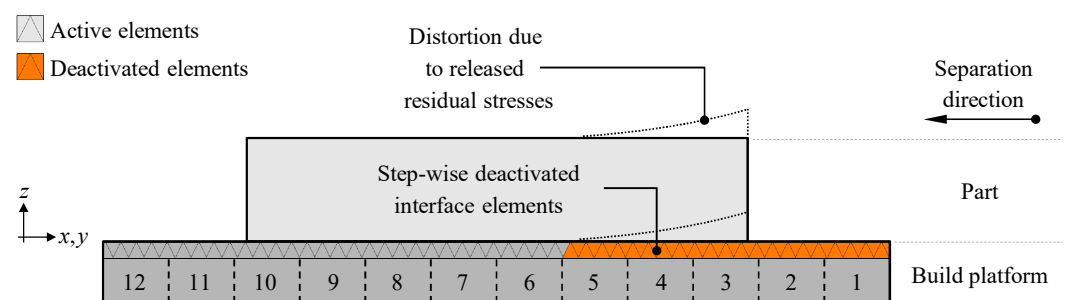 Active elements
Deactivated elements
Distortion due
to released
residual stresses
Separation
direction
Step-wise deactivated
interface elements
Part
z
x,y
12 11 10 9 8 7 6 5 4 3 2 1
Build platform